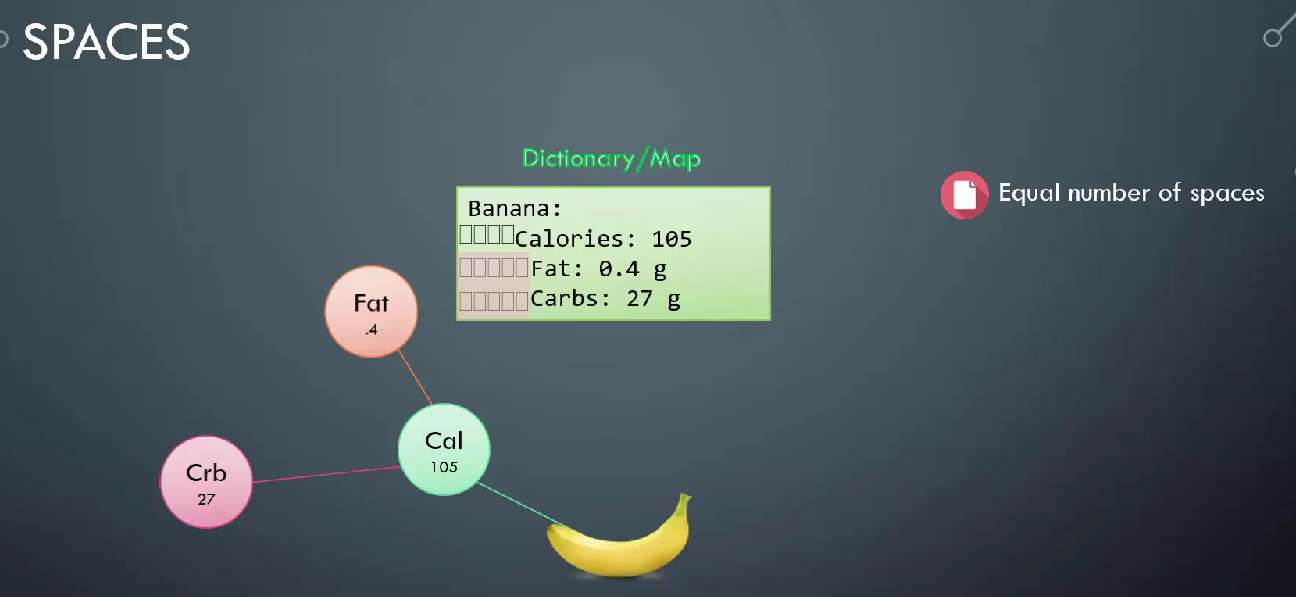 SPACES
Dictionary/Map
Banana:
Calories: 105
Fat: 0.4 g
Carbs: 27 g
Equal number of spaces
Fat
.4
Cal
105
Crb
27